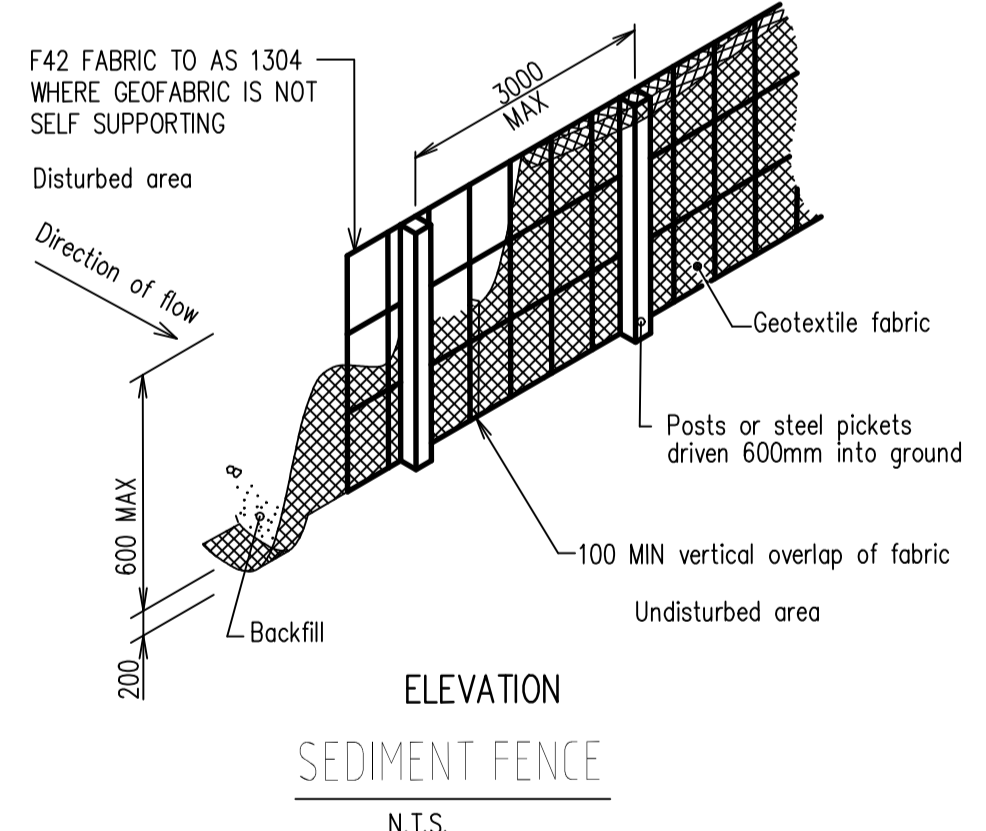 F42 FABRIC TO AS 1304
WHERE GEOFABRIC IS NOT
SELF SUPPORTING
Disturbed area
Direction of flow
3000
MAX
Geotextile fabric
Posts or steel pickets
driven 600mm into ground
600 MAX
100 MIN vertical overlap of fabric
Undisturbed area
Backfill
200
ELEVATION
SEDIMENT FENCE
N.T.S.